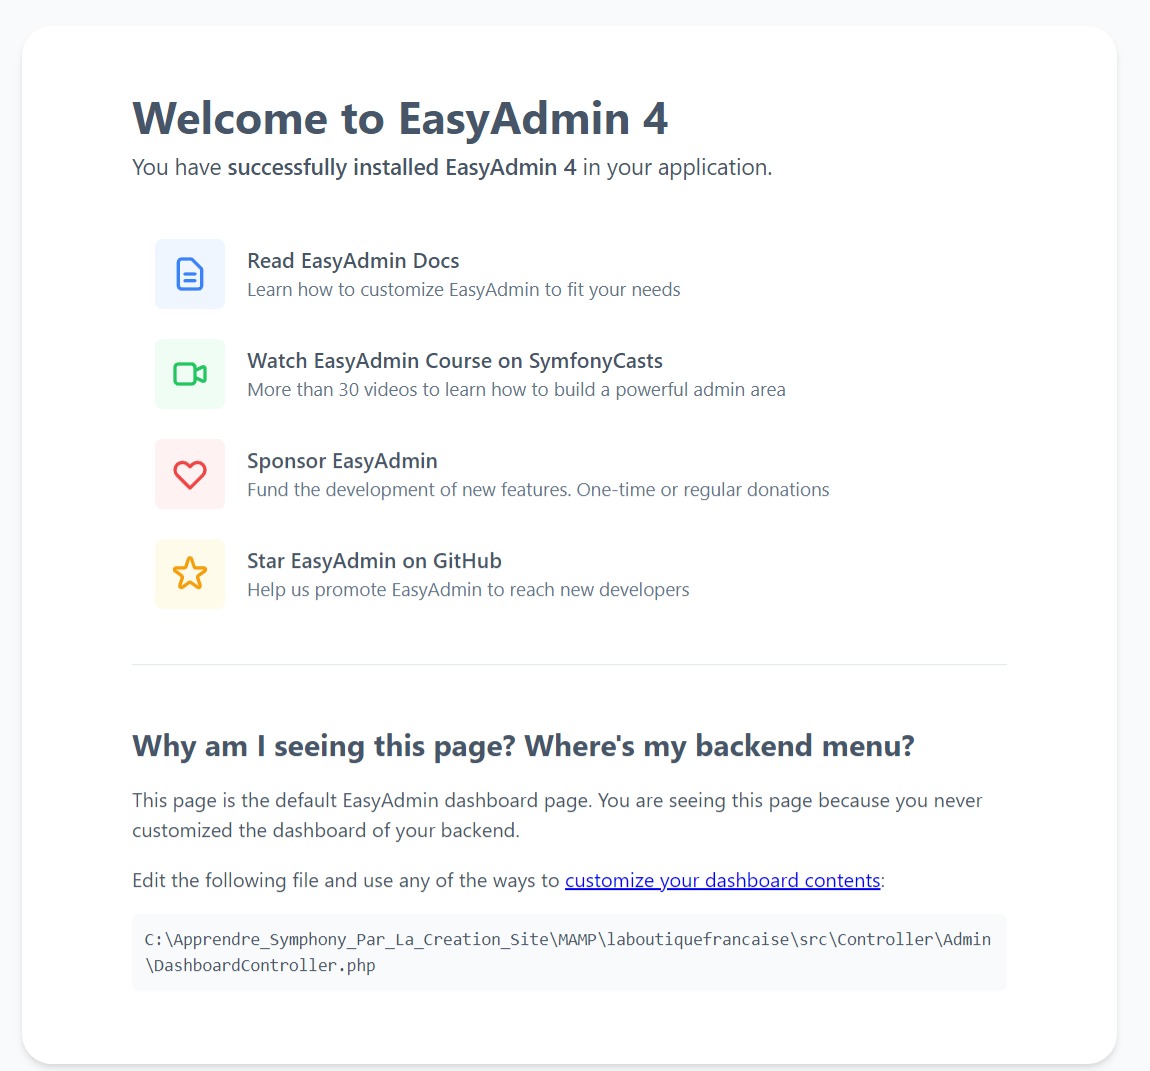 Welcome to EasyAdmin 4
You have successfully installed EasyAdmin 4 in your application.
Read EasyAdmin Docs
Learn how to customize EasyAdmin to fit your needs
Watch EasyAdmin Course on SymfonyCasts
More than 30 videos to learn how to build a powerful admin area
Sponsor EasyAdmin
Fund the development of new features. One-time or regular donations
Star EasyAdmin on GitHub
Help us promote EasyAdmin to reach new developers
Why am I seeing this page? Where's my backend menu?
This page is the default EasyAdmin dashboard page. You are seeing this page because you never
customized the dashboard of your backend.
Edit the following file and use any of the ways to customize your dashboard contents:
C:\Apprendre_Symphony_Par_La_Creation_Site\MAMP\laboutiquefrancaise\src\Controller\Admin
\DashboardController.php